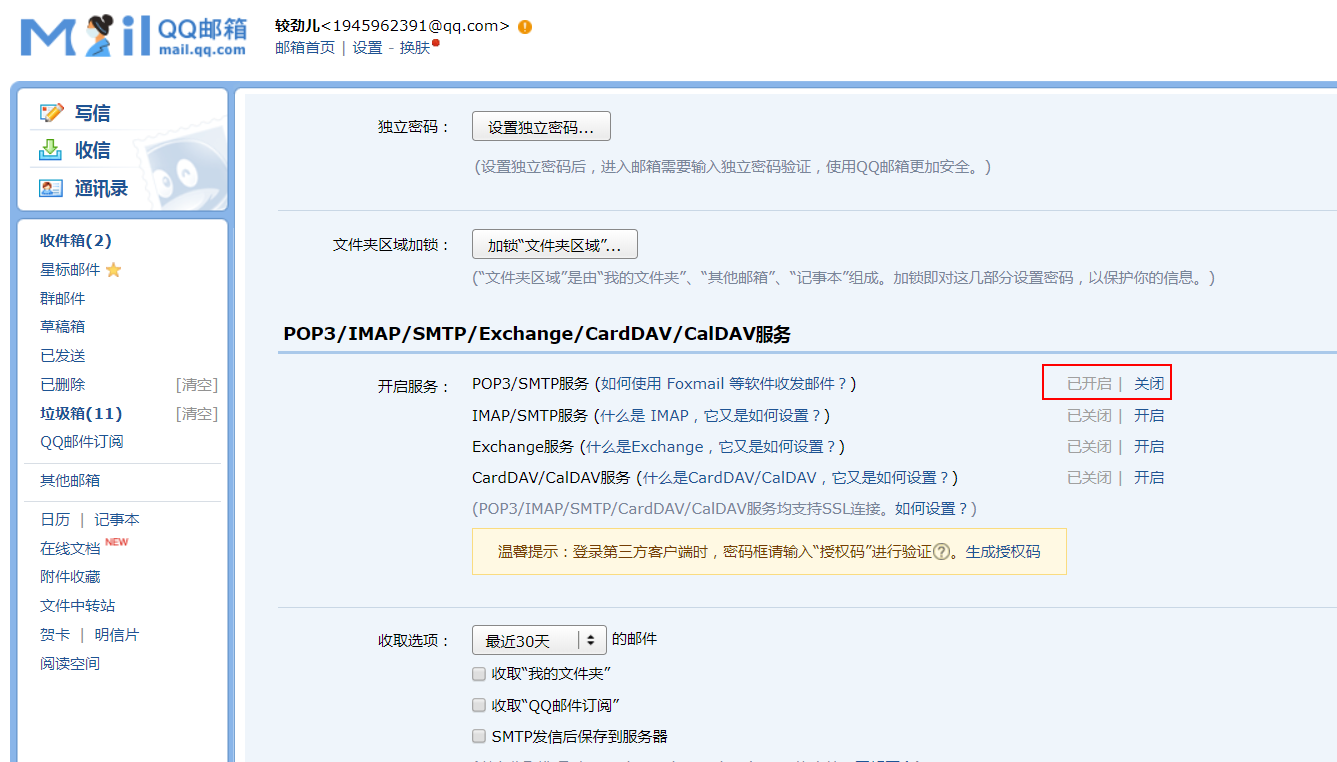 Mail QQ邮箱
mail.qq.com
较劲儿<1945962391@qq.com>
邮箱首页 | 设置 - 换肤
写信
收信
通讯录
收件箱(2)
星标邮件
群邮件
草稿箱
已发送
已删除 [清空]
垃圾箱(11) [清空]
QQ邮件订阅
其他邮箱
日历 | 记事本
在线文档 NEW
附件收藏
文件中转站
贺卡 | 明信片
阅读空间
独立密码： 设置独立密码...
(设置独立密码后，进入邮箱需要输入独立密码验证，使用QQ邮箱更加安全。)
文件夹区域加锁： 加锁“文件夹区域”...
(“文件夹区域”是由“我的文件夹”、“其他邮箱”、“记事本”组成。加锁即对这几部分设置密码，以保护你的信息。)
POP3/IMAP/SMTP/Exchange/CardDAV/CalDAV服务
开启服务： POP3/SMTP服务 (如何使用 Foxmail 等软件收发邮件？) 已开启 | 关闭
IMAP/SMTP服务 (什么是 IMAP，它又是如何设置？) 已关闭 | 开启
Exchange服务 (什么是Exchange，它又是如何设置？) 已关闭 | 开启
CardDAV/CalDAV服务 (什么是CardDAV/CalDAV，它又是如何设置？) 已关闭 | 开启
(POP3/IMAP/SMTP/CardDAV/CalDAV服务均支持SSL连接。如何设置？)
温馨提示：登录第三方客户端时，密码框请输入“授权码”进行验证?。生成授权码
收取选项： 最近30天 的邮件
收取“我的文件夹”
收取“QQ邮件订阅”
SMTP发信后保存到服务器